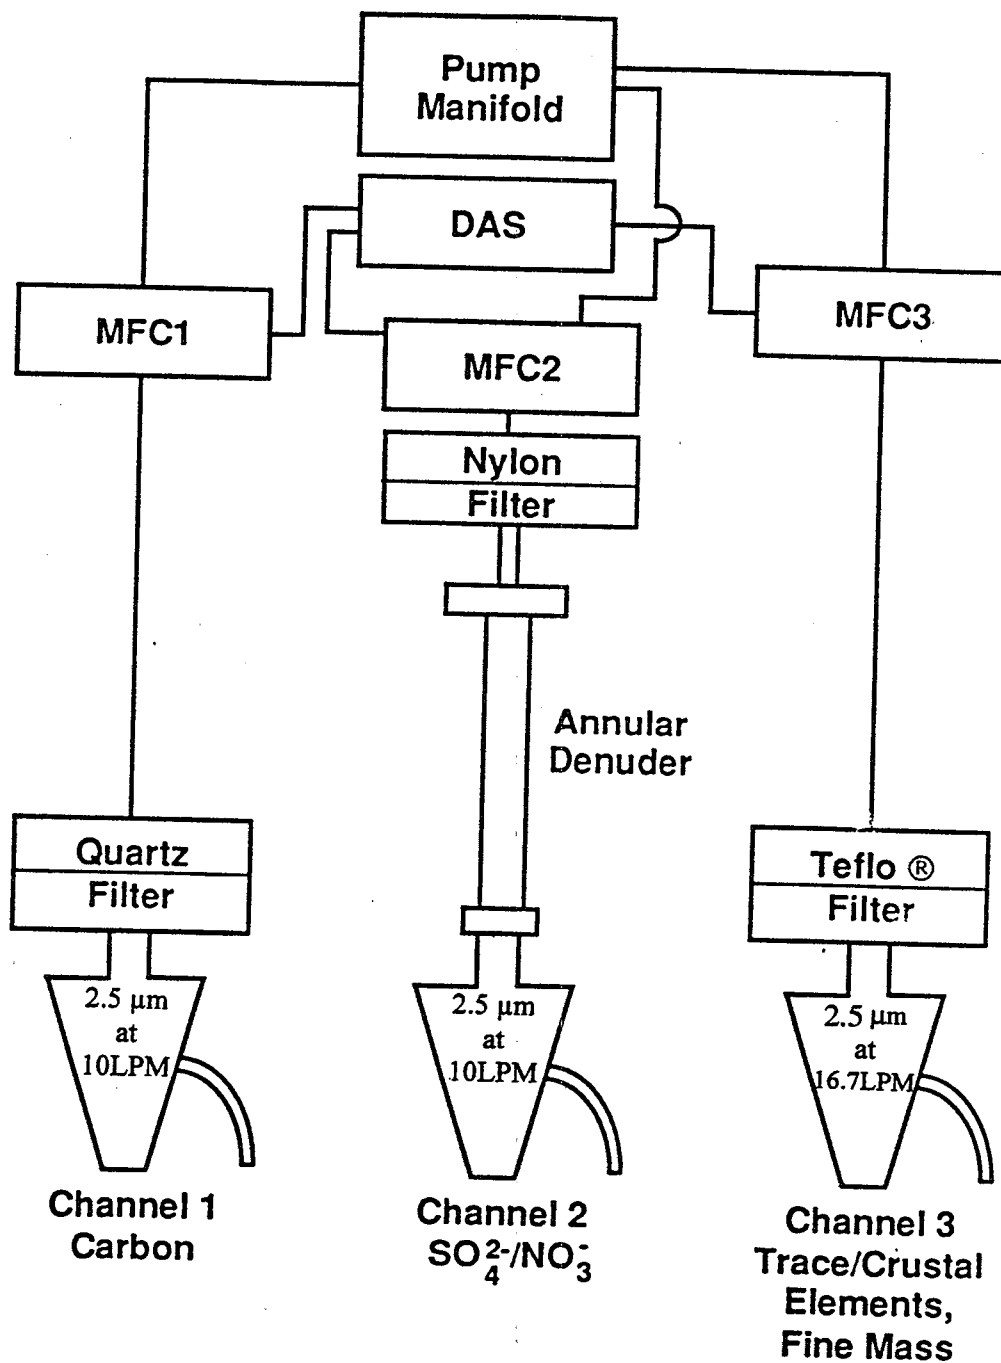 Pump
Manifold
DAS
MFC1
MFC2
MFC3
Nylon
Filter
Annular
Denuder
Quartz
Filter
Teflo ®
Filter
2.5 µm
at
10LPM
2.5 µm
at
10LPM
2.5 µm
at
16.7LPM
Channel 1
Carbon
Channel 2
SO₄²⁻/NO₃⁻
Channel 3
Trace/Crustal
Elements,
Fine Mass